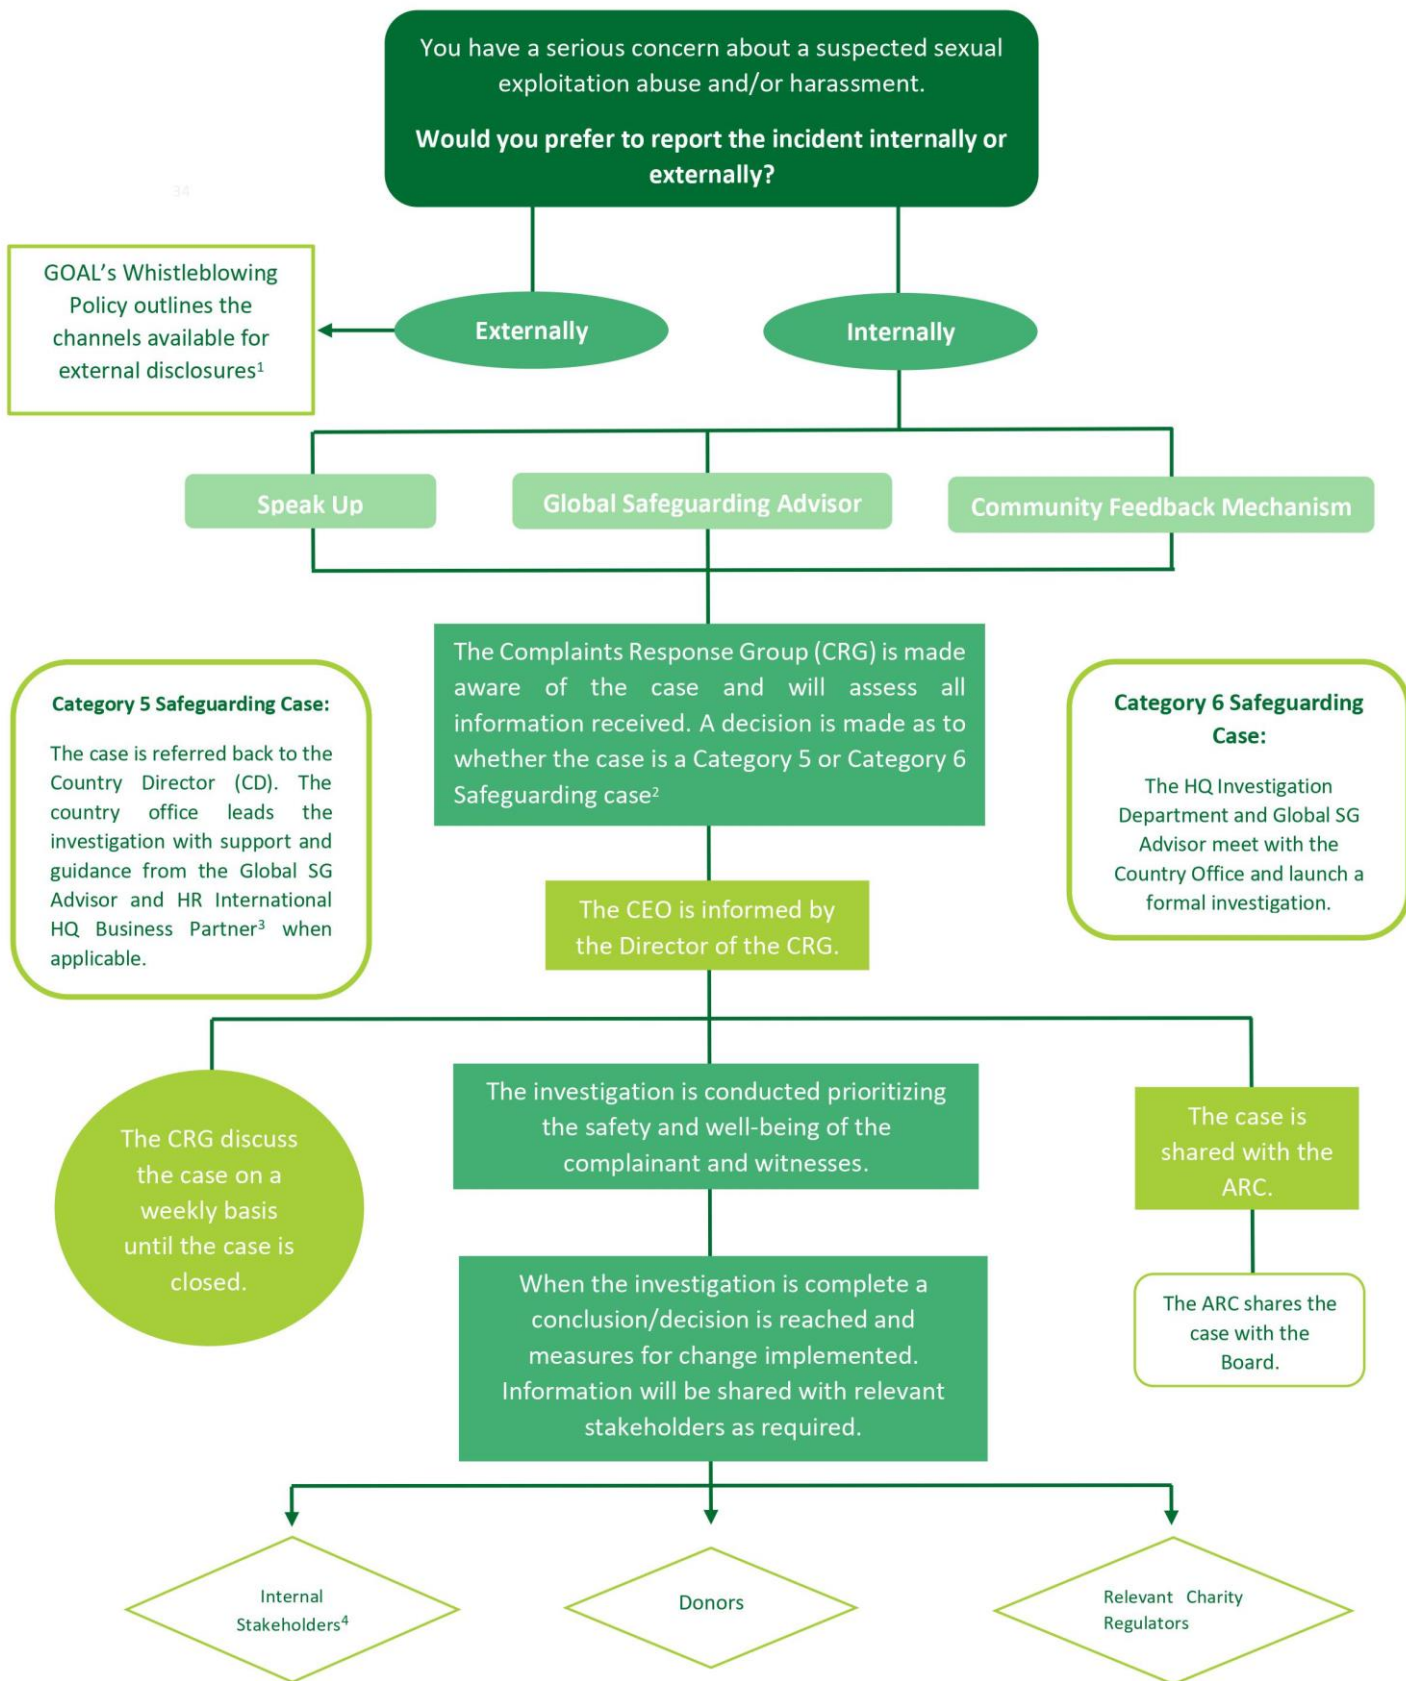 You have a serious concern about a suspected sexual
exploitation abuse and/or harassment.
Would you prefer to report the incident internally or
externally?
34
GOAL's Whistleblowing
Policy outlines the
channels available for
external disclosures¹
Externally
Internally
Speak Up
Global Safeguarding Advisor
Community Feedback Mechanism
The Complaints Response Group (CRG) is made
aware of the case and will assess all
information received. A decision is made as to
whether the case is a Category 5 or Category 6
Safeguarding case²
Category 5 Safeguarding Case:
The case is referred back to the
Country Director (CD). The
country office leads the
investigation with support and
guidance from the Global SG
Advisor and HR International
HQ Business Partner³ when
applicable.
Category 6 Safeguarding
Case:
The HQ Investigation
Department and Global SG
Advisor meet with the
Country Office and launch a
formal investigation.
The CEO is informed by
the Director of the CRG.
The CRG discuss
the case on a
weekly basis
until the case is
closed.
The investigation is conducted prioritizing
the safety and well-being of the
complainant and witnesses.
The case is
shared with the
ARC.
When the investigation is complete a
conclusion/decision is reached and
measures for change implemented.
Information will be shared with relevant
stakeholders as required.
The ARC shares the
case with the
Board.
Internal
Stakeholders⁴
Donors
Relevant Charity
Regulators